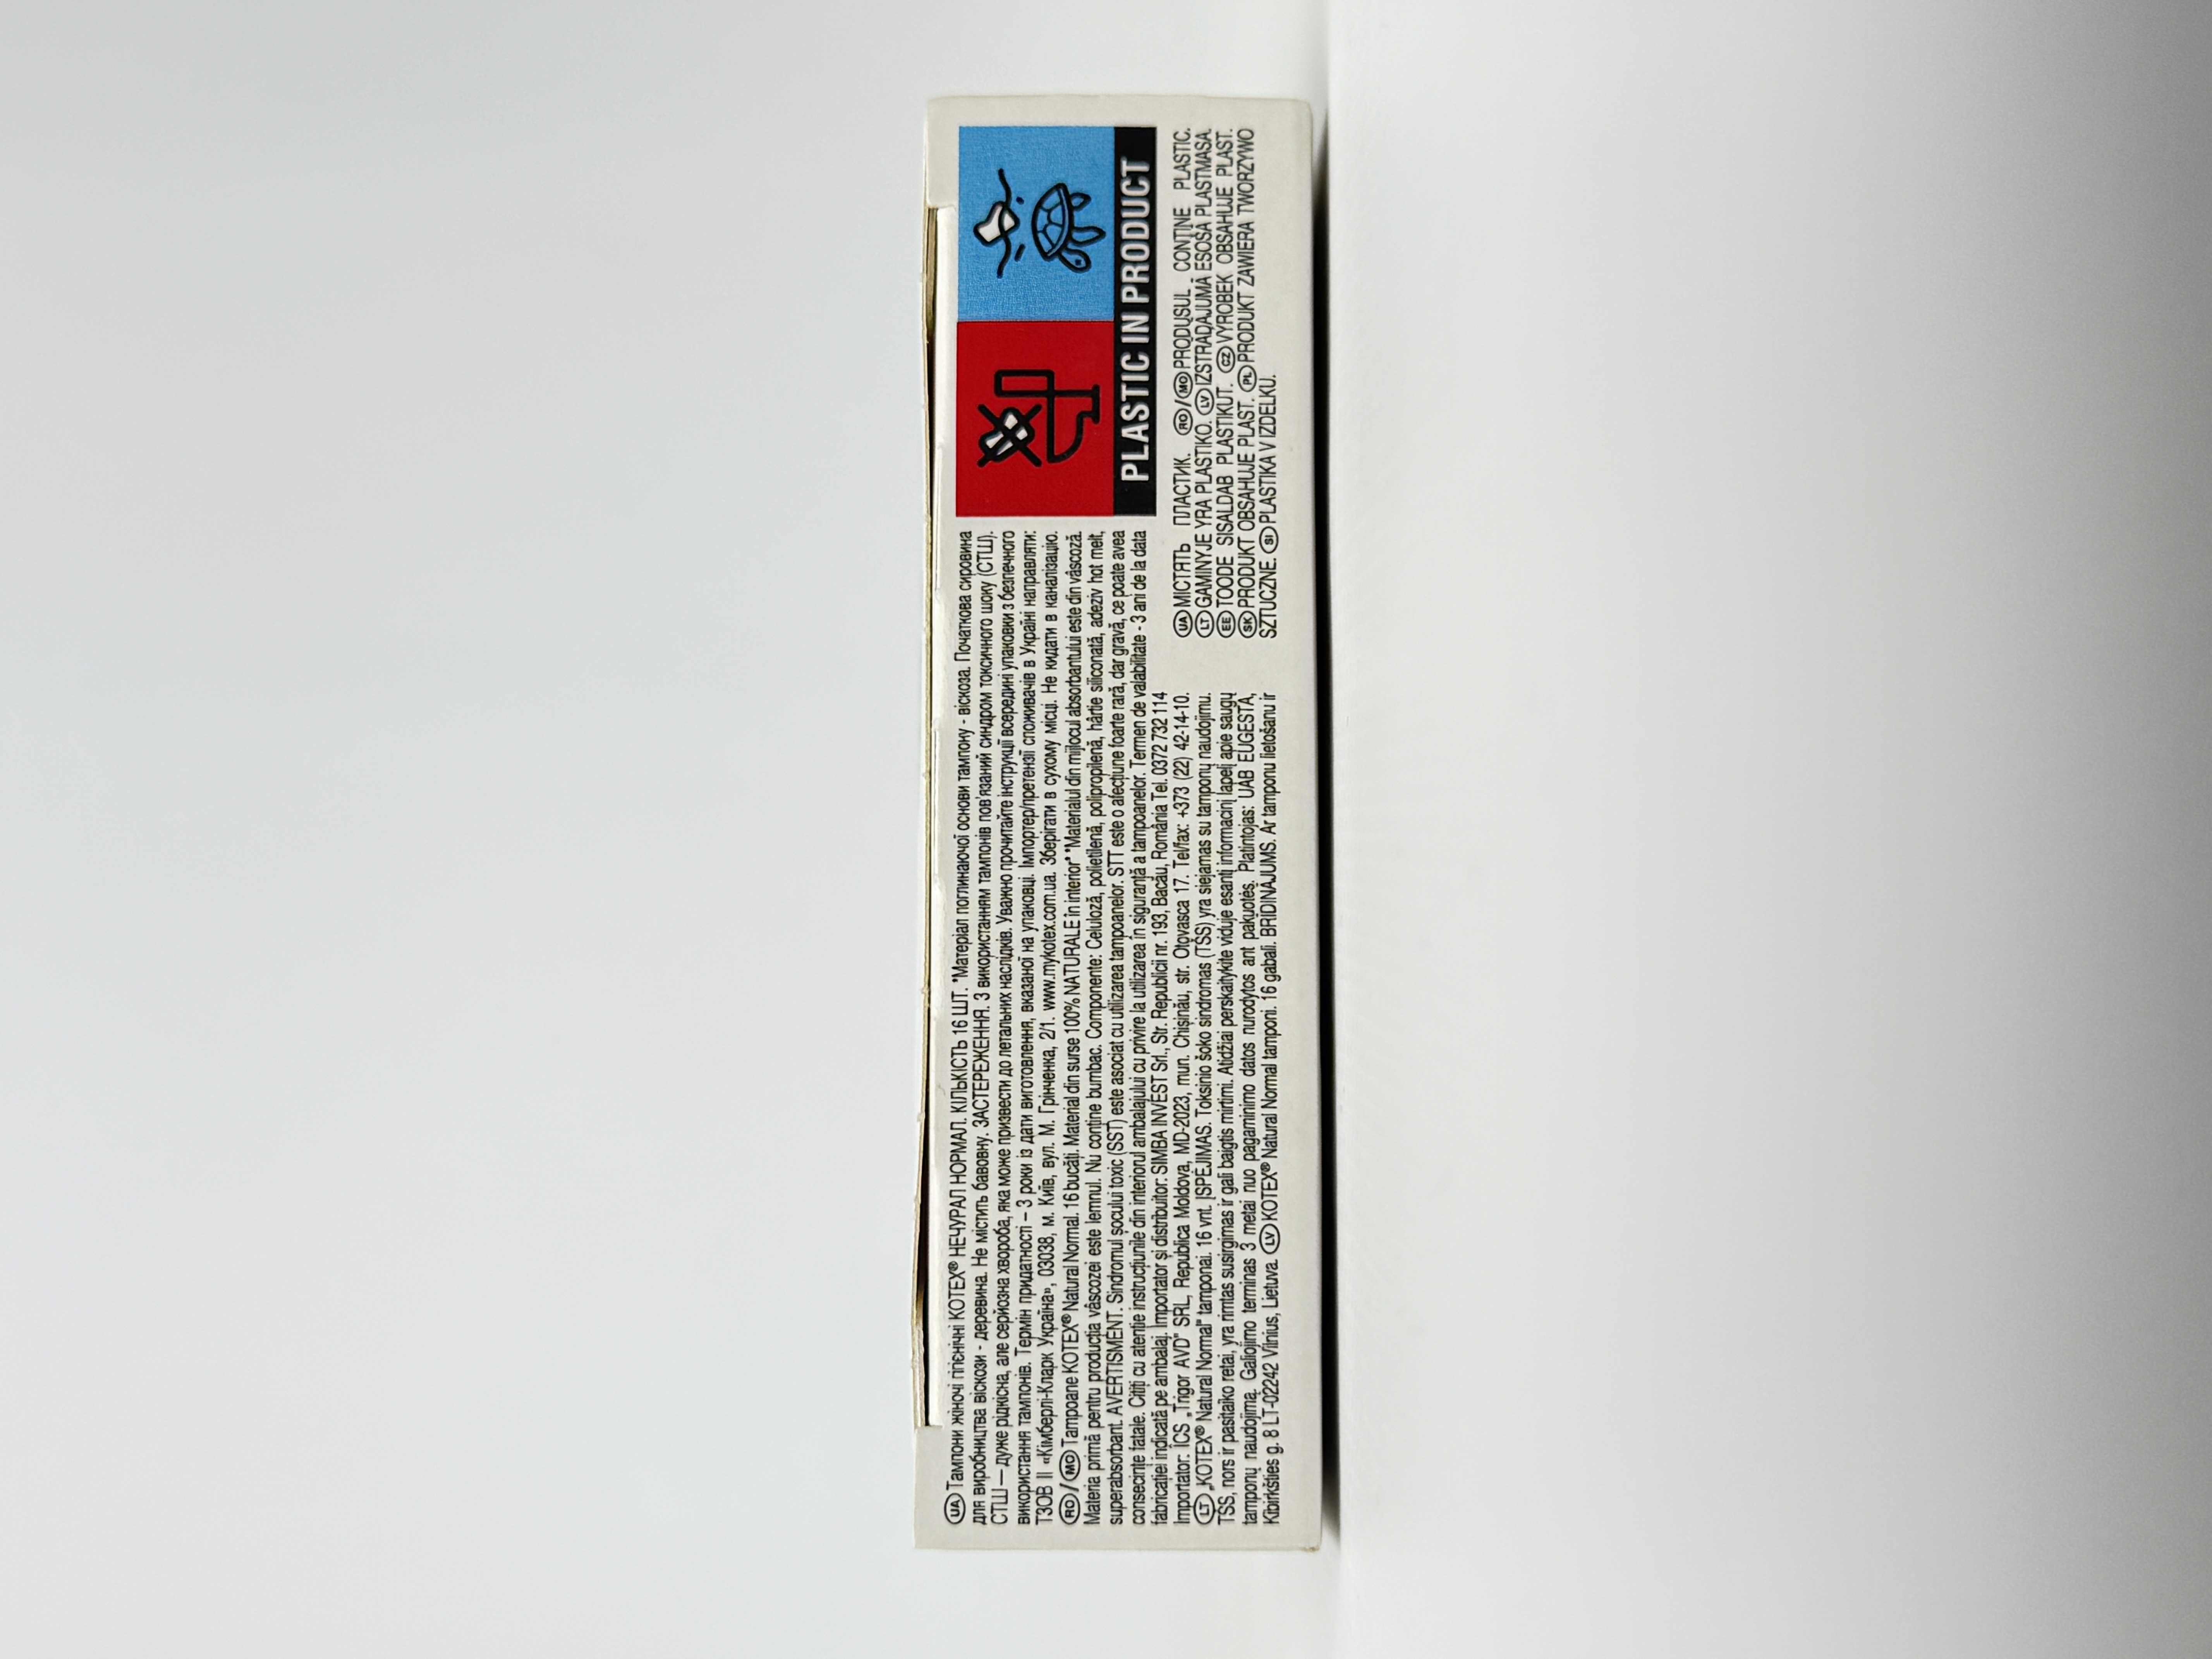 UA Тампони жіночі гігієнічні KOTEX® НЕЧУРАЛ НОРМАЛ. КІЛЬКІСТЬ 16 ШТ. *Матеріал поглинаючої основи тампону - віскоза. Початкова сировина
для виробництва віскози - деревина. Не містить бавовну. ЗАСТЕРЕЖЕННЯ. З використанням тампонів пов'язаний синдром токсичного шоку (СТШ).
СТШ — дуже рідкісна, але серйозна хвороба, яка може призвести до летальних наслідків. Уважно прочитайте інструкції всередині упаковки з безпечного
використання тампонів. Термін придатності – 3 роки із дати виготовлення, вказаної на упаковці. Імпортер/претензії споживачів в Україні направляти:
ТЗОВ ІІ «Кімберлі-Кларк Україна», 03038, м. Київ, вул. М. Грінченка, 2/1. www.mykotex.com.ua. Зберігати в сухому місці. Не кидати в каналізацію.
RO/MO Tampoane KOTEX® Natural Normal. 16 bucăți. Material din surse 100% NATURALE în interior* *Materialul din mijlocul absorbantului este din vâscoză.
Materia primă pentru producția vâscozei este lemnul. Nu conține bumbac. Componente: Celuloză, polietilenă, polipropilenă, hârtie siliconată, adeziv hot melt,
superabsorbant. AVERTISMENT. Sindromul șocului toxic (SST) este asociat cu utilizarea tampoanelor. STT este o afecțiune foarte rară, dar gravă, ce poate avea
consecințe fatale. Citiți cu atenție instrucțiunile din interiorul ambalajului cu privire la utilizarea în siguranță a tampoanelor. Termen de valabilitate - 3 ani de la data
fabricației indicată pe ambalaj. Importator și distribuitor: SIMBA INVEST Srl., Str. Republicii nr. 193, Bacău, România Tel. 0372 732 114
Importator: ÎCS „Trigor AVD" SRL, Republica Moldova, MD-2023, mun. Chișinău, str. Otovasca 17. Tel/fax: +373 (22) 42-14-10.
LT „KOTEX® Natural Normal" tamponai. 16 vnt. ĮSPĖJIMAS. Toksinio šoko sindromas (TŠS) yra siejamas su tamponų naudojimu.
TŠS, nors ir pasitaiko retai, yra rimtas susirgimas ir gali baigtis mirtimi. Atidžiai perskaitykite viduje esantį informacinį lapelį apie saugų
tamponų naudojimą. Galiojimo terminas 3 metai nuo pagaminimo datos nurodytos ant pakuotės. Platintojas: UAB EUGESTA,
Kibirkšties g. 8 LT-02242 Vilnius, Lietuva. LV KOTEX® Natural Normal tamponi. 16 gabali. BRĪDINĀJUMS. Ar tamponu lietošanu ir
PLASTIC IN PRODUCT
UA МІСТЯТЬ ПЛАСТИК. RO/MO PRODUSUL CONȚINE PLASTIC.
LT GAMINYJE YRA PLASTIKO. LV IZSTRĀDĀJUMĀ ESOŠA PLASTMASA.
EE TOODE SISALDAB PLASTIKUT. CZ VÝROBEK OBSAHUJE PLAST.
SK PRODUKT OBSAHUJE PLAST. PL PRODUKT ZAWIERA TWORZYWO
SZTUCZNE. SI PLASTIKA V IZDELKU.